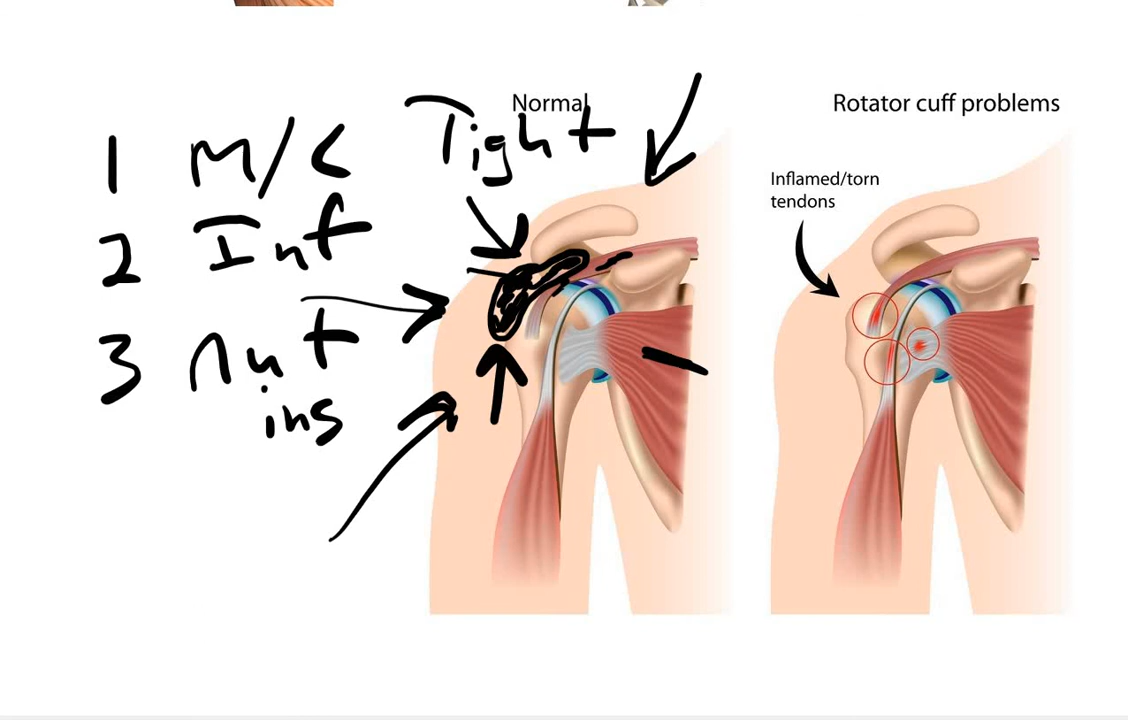 Normal
Tight
1 M/C
2 Inf
3 nut
ins
Rotator cuff problems
Inflamed/torn
tendons